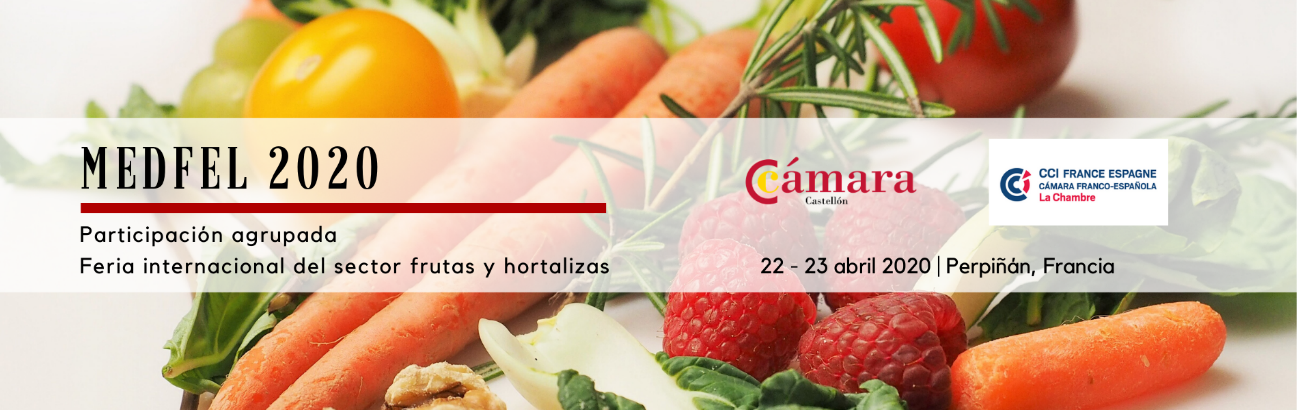 MEDFEL 2020
Participación agrupada
Feria internacional del sector frutas y hortalizas
Cámara
Castellón
CCI FRANCE ESPAGNE
CÁMARA FRANCO-ESPAÑOLA
La Chambre
22 - 23 abril 2020 | Perpiñán, Francia